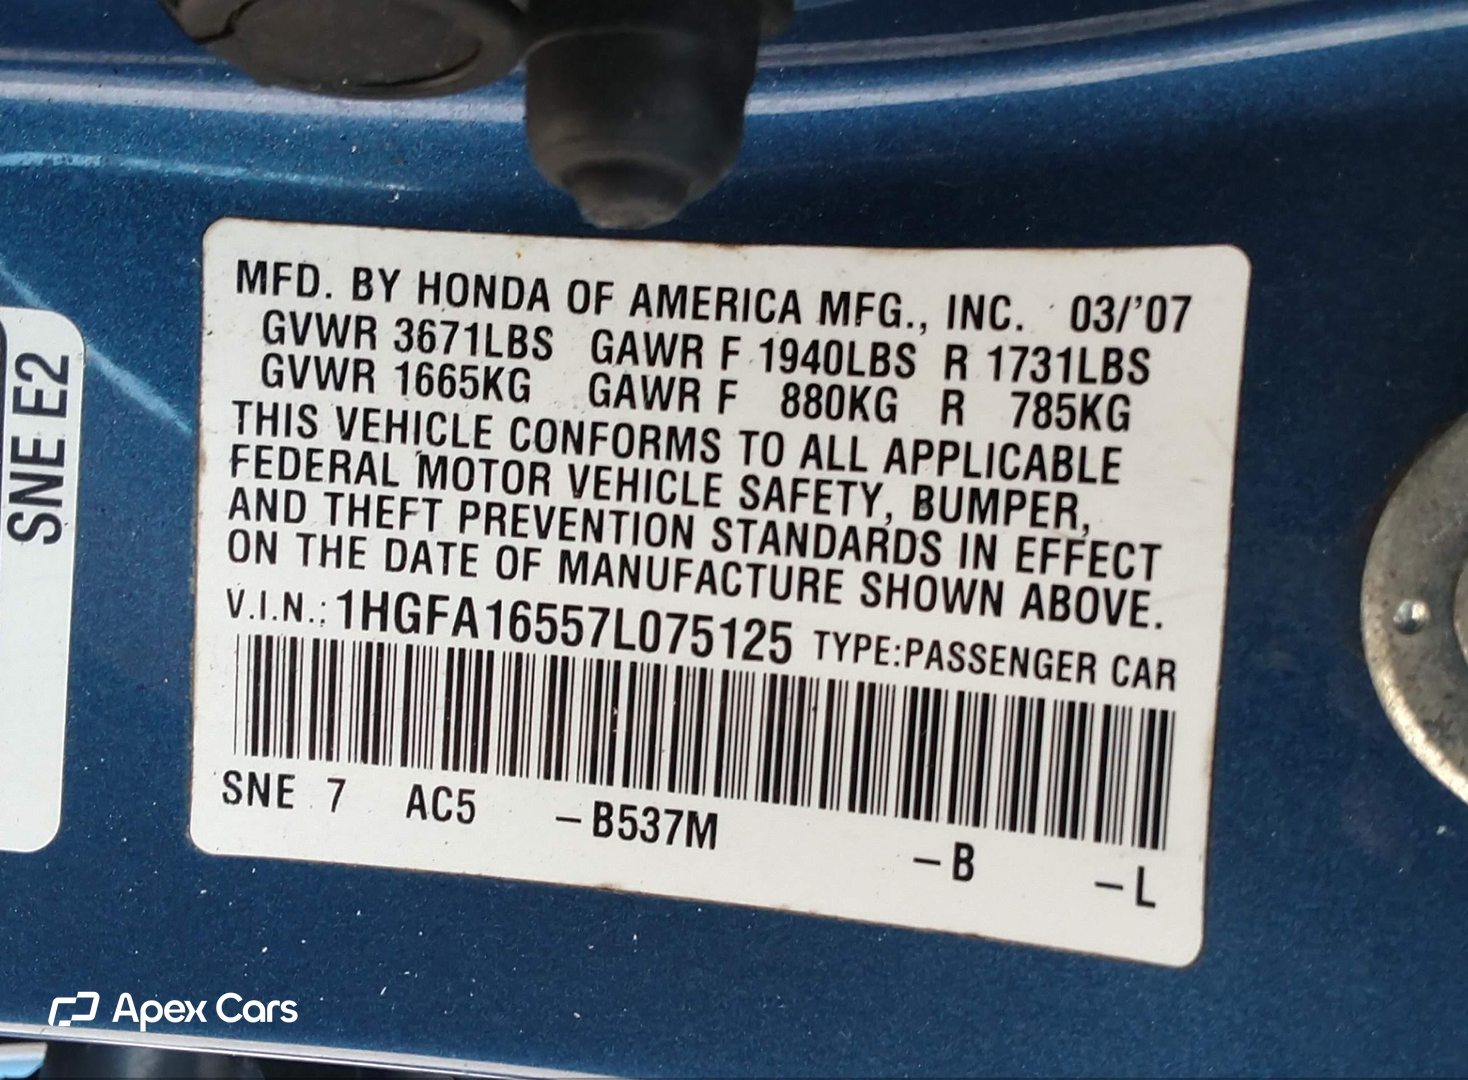 MFD. BY HONDA OF AMERICA MFG., INC. 03/'07
GVWR 3671LBS GAWR F 1940LBS R 1731LBS
GVWR 1665KG GAWR F 880KG R 785KG
THIS VEHICLE CONFORMS TO ALL APPLICABLE
FEDERAL MOTOR VEHICLE SAFETY, BUMPER,
AND THEFT PREVENTION STANDARDS IN EFFECT
ON THE DATE OF MANUFACTURE SHOWN ABOVE.
V.I.N.: 1HGFA16557L075125 TYPE:PASSENGER CAR
SNE 7 AC5 –B537M –B –L
SNE E2
Apex Cars